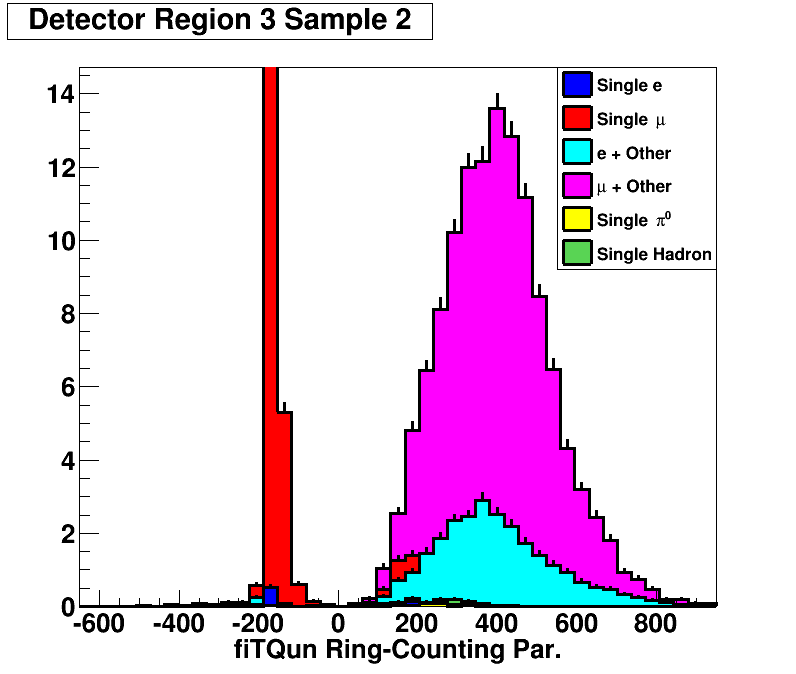 Detector Region 3 Sample 2
Single e
Single μ
e + Other
μ + Other
Single π⁰
Single Hadron
14
12
10
8
6
4
2
0
-600 -400 -200 0 200 400 600 800
fiTQun Ring-Counting Par.